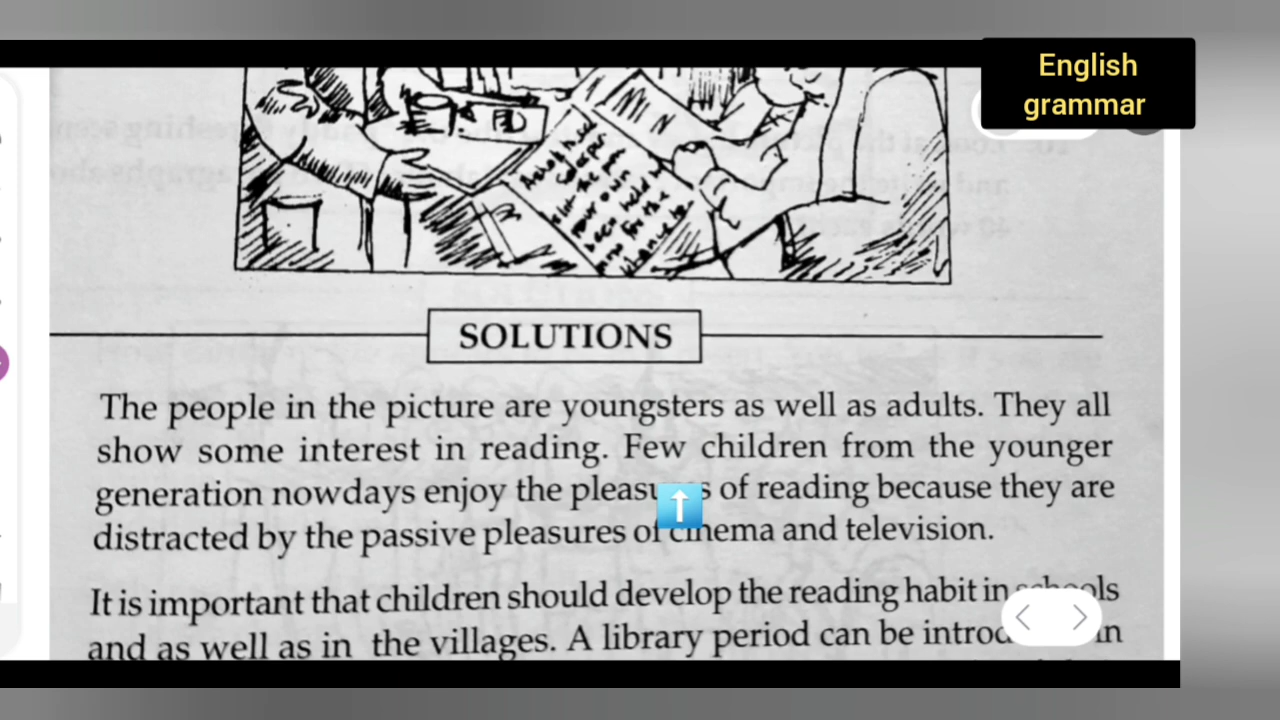 English
grammar
SOLUTIONS
The people in the picture are youngsters as well as adults. They all
show some interest in reading. Few children from the younger
generation nowdays enjoy the of reading because they are
distracted by the passive pleasures of cinema and television.
It is important that children should develop the reading habit in schools
and as well as in the villages. A library period can be in